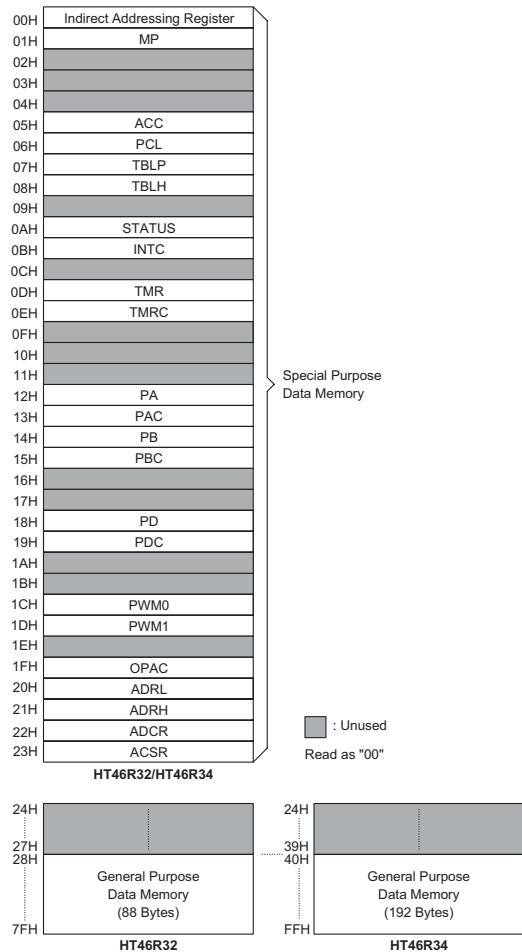 00H Indirect Addressing Register
01H MP
02H
03H
04H
05H ACC
06H PCL
07H TBLP
08H TBLH
09H
0AH STATUS
0BH INTC
0CH
0DH TMR
0EH TMRC
0FH
10H
11H
Special Purpose
Data Memory
12H PA
13H PAC
14H PB
15H PBC
16H
17H
18H PD
19H PDC
1AH
1BH
1CH PWM0
1DH PWM1
1EH
1FH OPAC
20H ADRL
21H ADRH
22H ADCR
23H ACSR
: Unused
Read as "00"
HT46R32/HT46R34
24H
27H
28H
General Purpose
Data Memory
(88 Bytes)
7FH
HT46R32
24H
39H
40H
General Purpose
Data Memory
(192 Bytes)
FFH
HT46R34